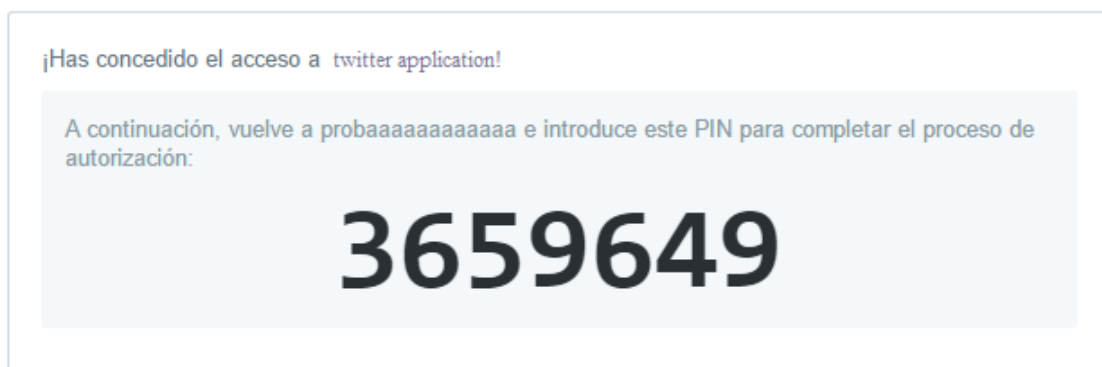 ¡Has concedido el acceso a twitter application!
A continuación, vuelve a probaaaaaaaaaaaa e introduce este PIN para completar el proceso de
autorización:
3659649